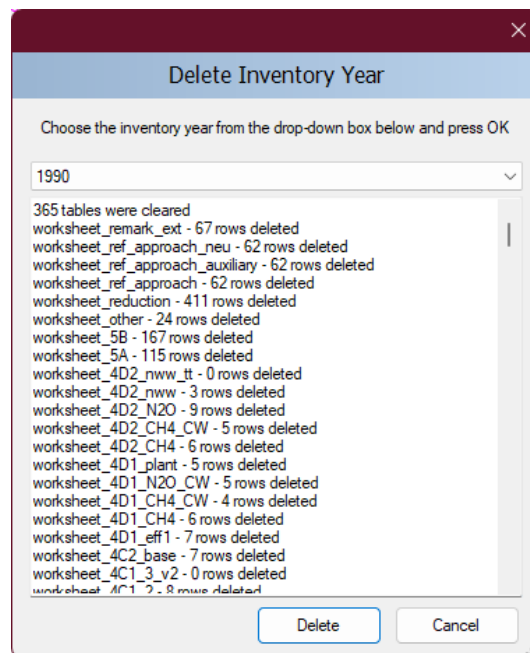 Delete Inventory Year
Choose the inventory year from the drop-down box below and press OK
1990
365 tables were cleared
worksheet_remark_ext - 67 rows deleted
worksheet_ref_approach_neu - 62 rows deleted
worksheet_ref_approach_auxiliary - 62 rows deleted
worksheet_ref_approach - 62 rows deleted
worksheet_reduction - 411 rows deleted
worksheet_other - 24 rows deleted
worksheet_5B - 167 rows deleted
worksheet_5A - 115 rows deleted
worksheet_4D2_nww_tt - 0 rows deleted
worksheet_4D2_nww - 3 rows deleted
worksheet_4D2_N2O - 9 rows deleted
worksheet_4D2_CH4_CW - 5 rows deleted
worksheet_4D2_CH4 - 6 rows deleted
worksheet_4D1_plant - 5 rows deleted
worksheet_4D1_N2O_CW - 5 rows deleted
worksheet_4D1_CH4_CW - 4 rows deleted
worksheet_4D1_CH4 - 6 rows deleted
worksheet_4D1_eff1 - 7 rows deleted
worksheet_4C2_base - 7 rows deleted
worksheet_4C1_3_v2 - 0 rows deleted
worksheet_4C1_2 - 8 rows deleted
Delete
Cancel